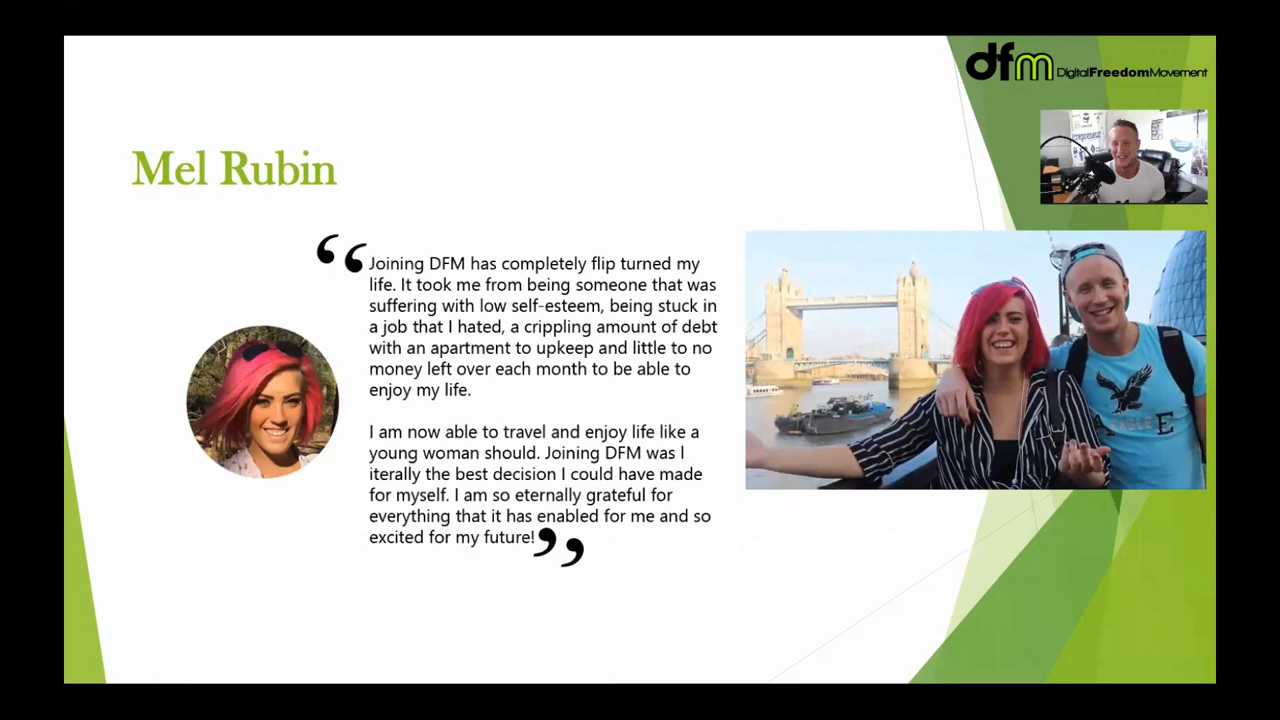 dfm DigitalFreedomMovement
Mel Rubin
“Joining DFM has completely flip turned my
life. It took me from being someone that was
suffering with low self-esteem, being stuck in
a job that I hated, a crippling amount of debt
with an apartment to upkeep and little to no
money left over each month to be able to
enjoy my life.
I am now able to travel and enjoy life like a
young woman should. Joining DFM was l
iterally the best decision I could have made
for myself. I am so eternally grateful for
everything that it has enabled for me and so
excited for my future!”